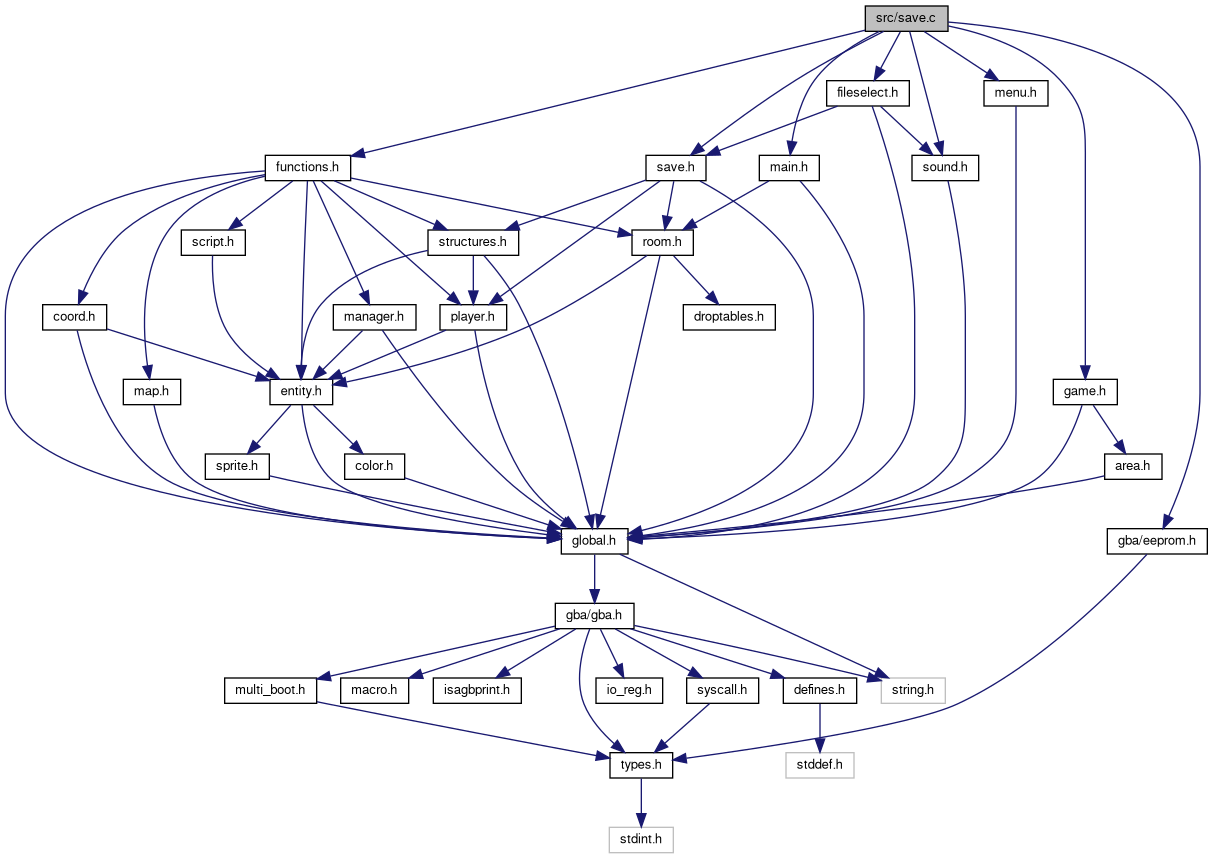 src/save.c
fileselect.h
menu.h
functions.h
save.h
main.h
sound.h
script.h
structures.h
room.h
coord.h
manager.h
player.h
droptables.h
map.h
entity.h
game.h
sprite.h
color.h
area.h
global.h
gba/eeprom.h
gba/gba.h
multi_boot.h
macro.h
isagbprint.h
io_reg.h
syscall.h
defines.h
string.h
types.h
stddef.h
stdint.h